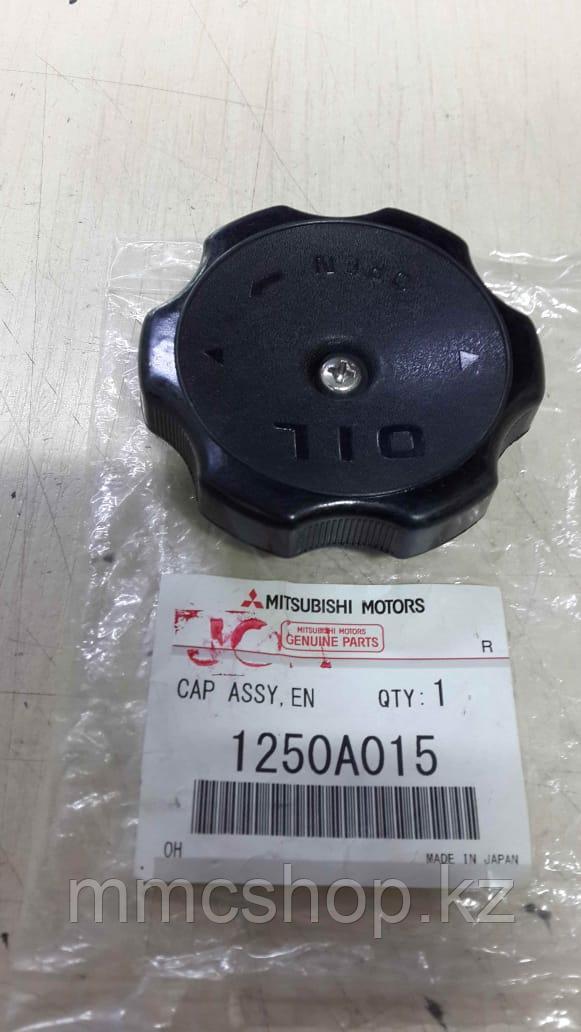 OPEN
OIL
MITSUBISHI MOTORS
MITSUBISHI MOTORS
GENUINE PARTS
R
CAP ASSY, EN QTY: 1
1250A015
OH
MADE IN JAPAN
mmcshop.kz